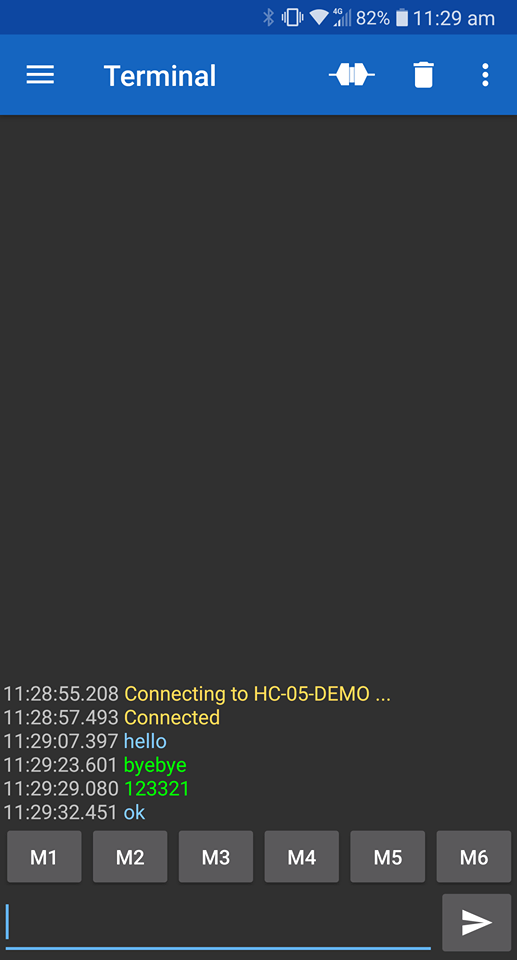 4G 82% 11:29 am
Terminal
11:28:55.208 Connecting to HC-05-DEMO ...
11:28:57.493 Connected
11:29:07.397 hello
11:29:23.601 byebye
11:29:29.080 123321
11:29:32.451 ok
M1 M2 M3 M4 M5 M6